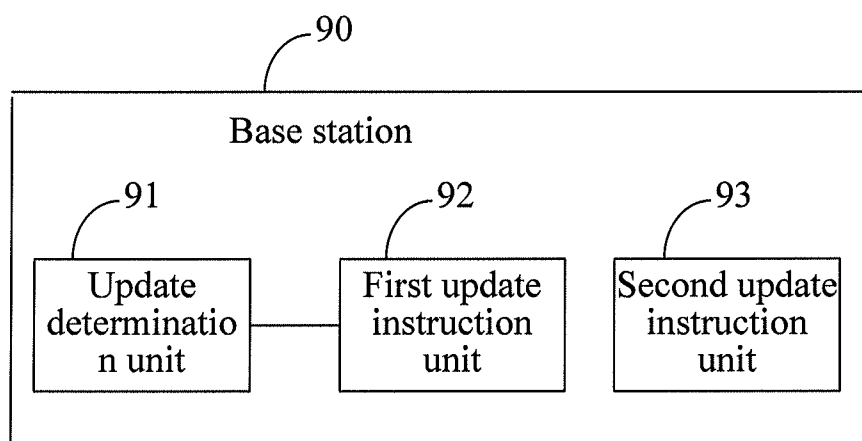 90
Base station
91
92
93
Update
determinatio
n unit
First update
instruction
unit
Second update
instruction
unit